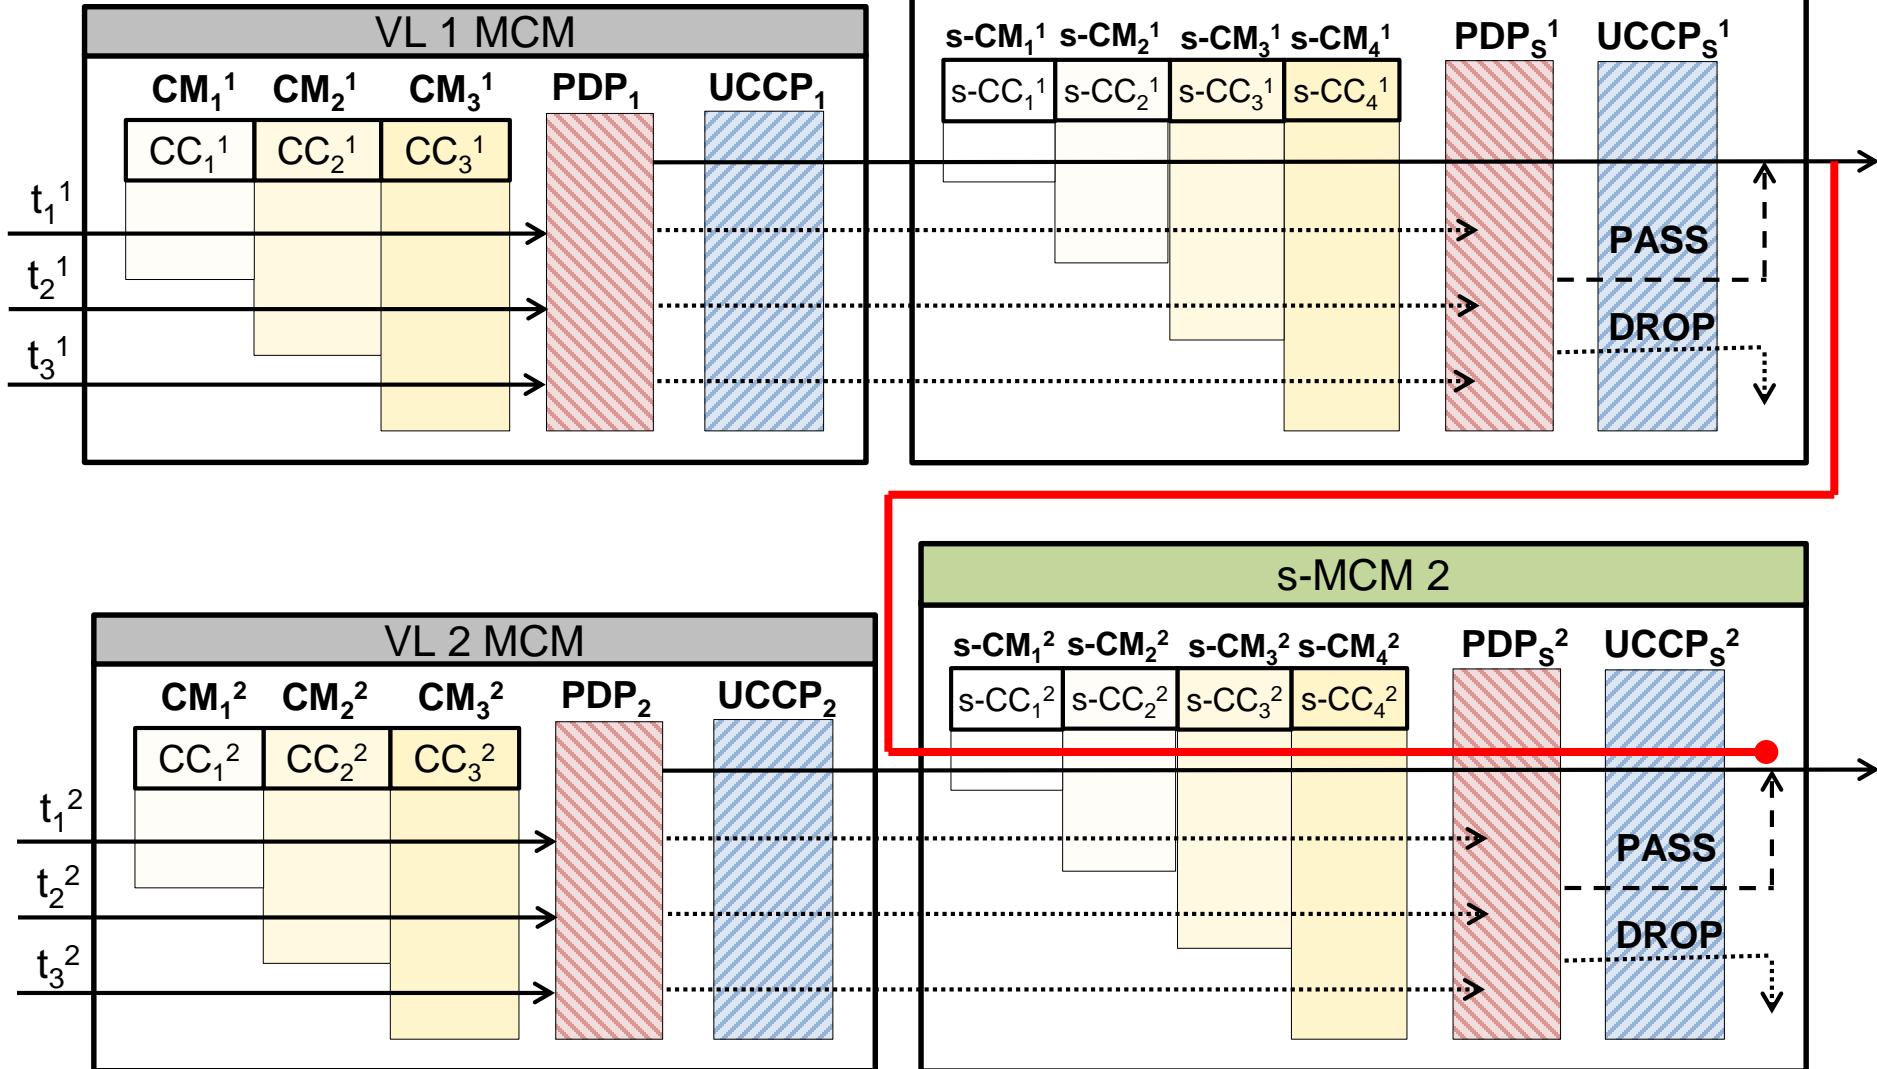 VL 1 MCM
CM₁¹ CM₂¹ CM₃¹ PDP₁ UCCP₁
CC₁¹ CC₂¹ CC₃¹
t₁¹
t₂¹
t₃¹
s-CM₁¹ s-CM₂¹ s-CM₃¹ s-CM₄¹ PDPₛ¹ UCCPₛ¹
s-CC₁¹ s-CC₂¹ s-CC₃¹ s-CC₄¹
PASS
DROP
VL 2 MCM
CM₁² CM₂² CM₃² PDP₂ UCCP₂
CC₁² CC₂² CC₃²
t₁²
t₂²
t₃²
s-MCM 2
s-CM₁² s-CM₂² s-CM₃² s-CM₄² PDPₛ² UCCPₛ²
s-CC₁² s-CC₂² s-CC₃² s-CC₄²
PASS
DROP